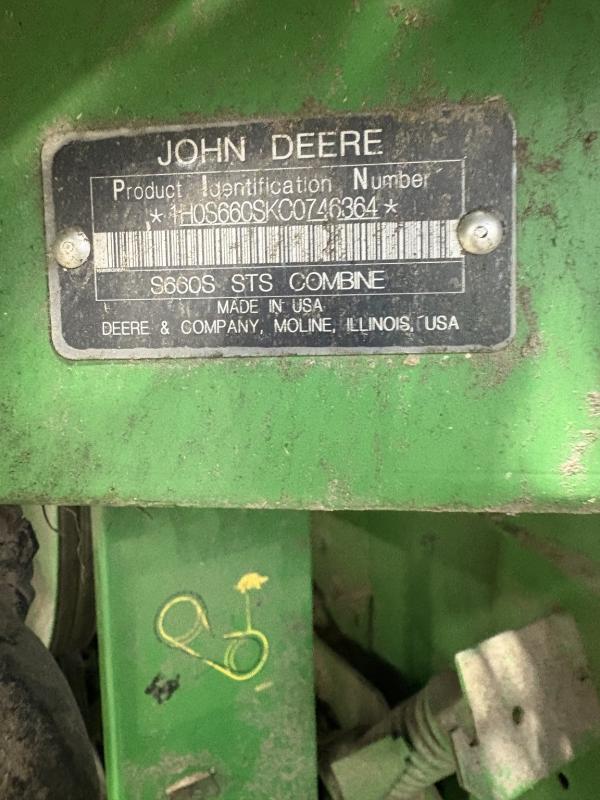 JOHN DEERE
Product Identification Number
*1H0S660SKC0746364*
S660S STS COMBINE
MADE IN USA
DEERE & COMPANY, MOLINE, ILLINOIS, USA